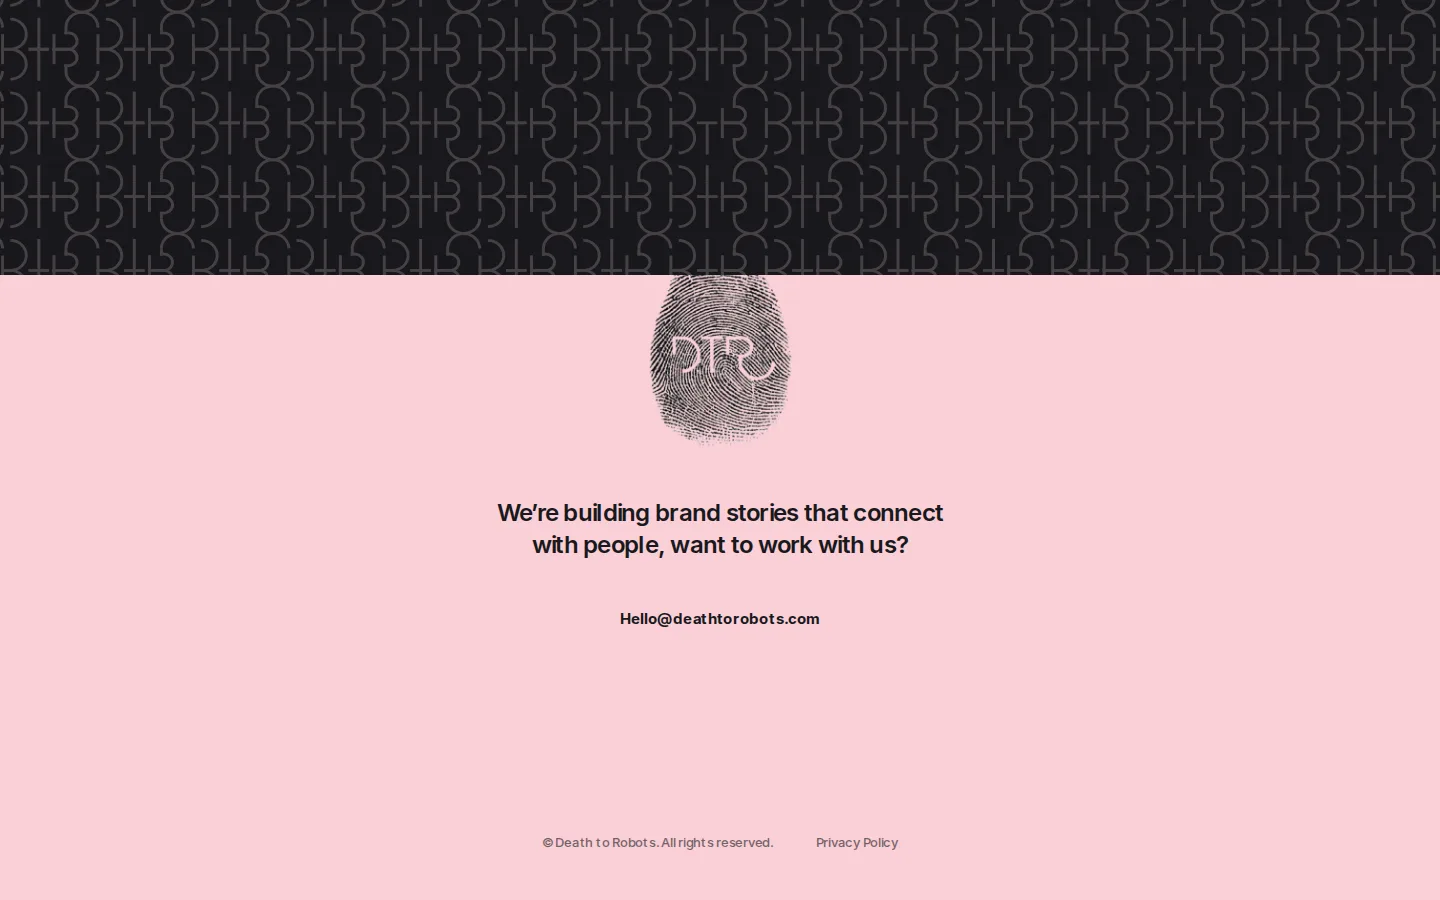 DTR
We're building brand stories that connect
with people, want to work with us?
Hello@deathtorobots.com
© Death to Robots. All rights reserved. Privacy Policy